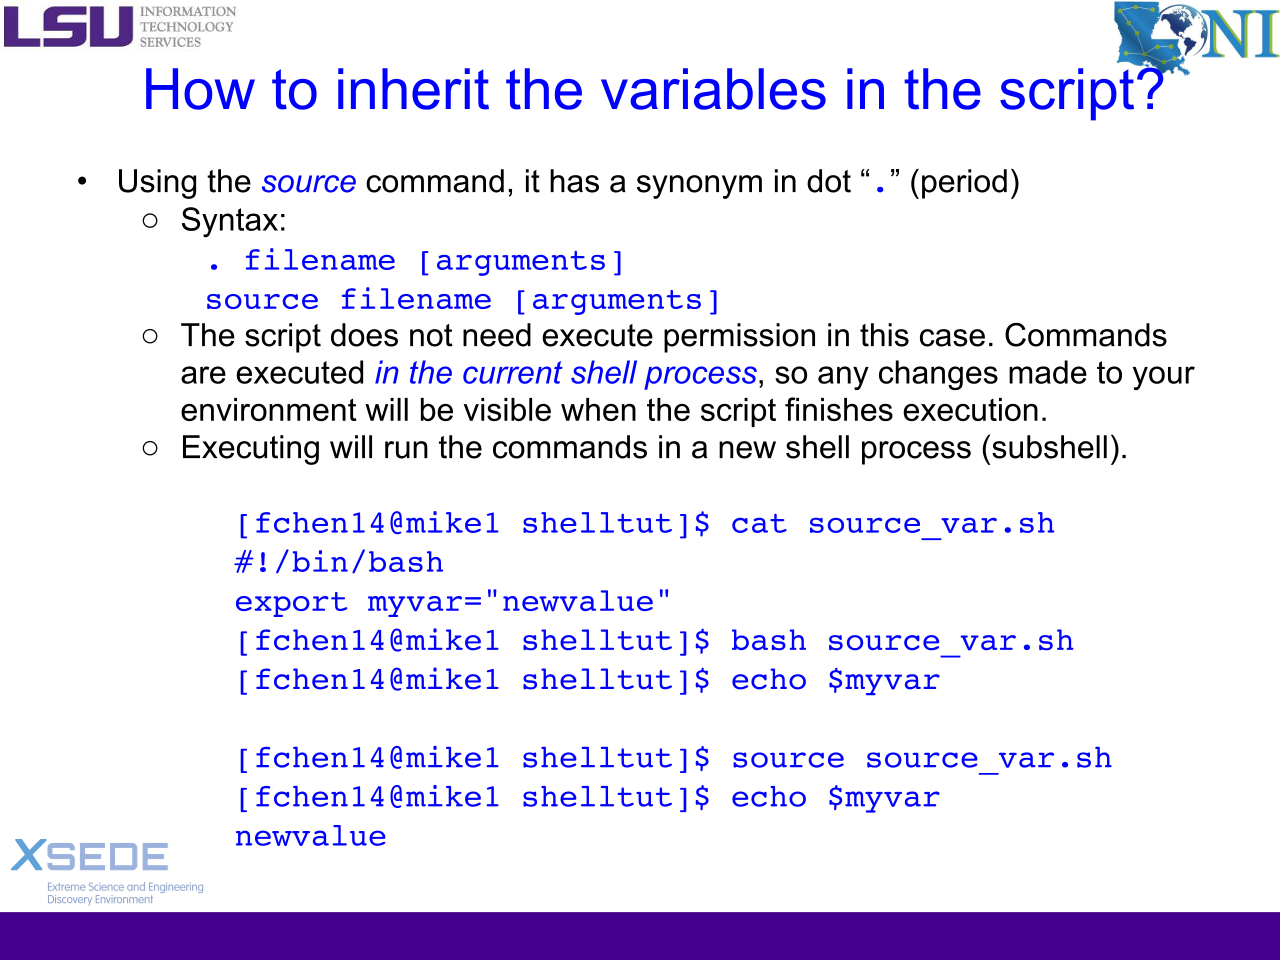 LSU INFORMATION
TECHNOLOGY
SERVICES
LONI
How to inherit the variables in the script?
• Using the source command, it has a synonym in dot “.” (period)
○ Syntax:
. filename [arguments]
source filename [arguments]
○ The script does not need execute permission in this case. Commands
are executed in the current shell process, so any changes made to your
environment will be visible when the script finishes execution.
○ Executing will run the commands in a new shell process (subshell).
[fchen14@mike1 shelltut]$ cat source_var.sh
#!/bin/bash
export myvar="newvalue"
[fchen14@mike1 shelltut]$ bash source_var.sh
[fchen14@mike1 shelltut]$ echo $myvar
[fchen14@mike1 shelltut]$ source source_var.sh
[fchen14@mike1 shelltut]$ echo $myvar
newvalue
XSEDE
Extreme Science and Engineering
Discovery Environment